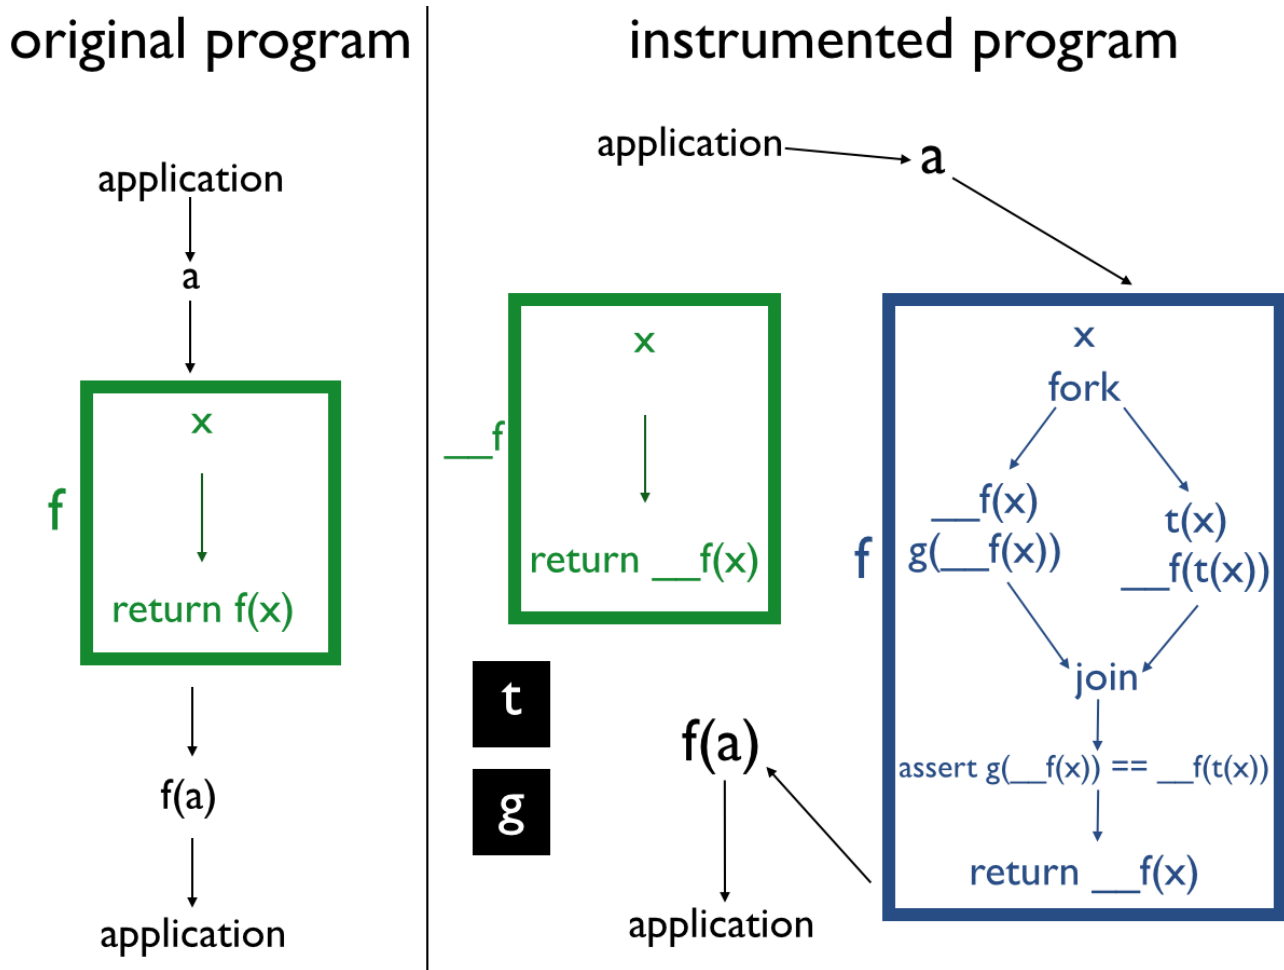 original program
application
a
x
f
return f(x)
f(a)
application
instrumented program
application
a
x
__f
return __f(x)
t
g
f(a)
application
x
fork
__f(x)
g(__f(x))
t(x)
__f(t(x))
f
join
assert g(__f(x)) == __f(t(x))
return __f(x)